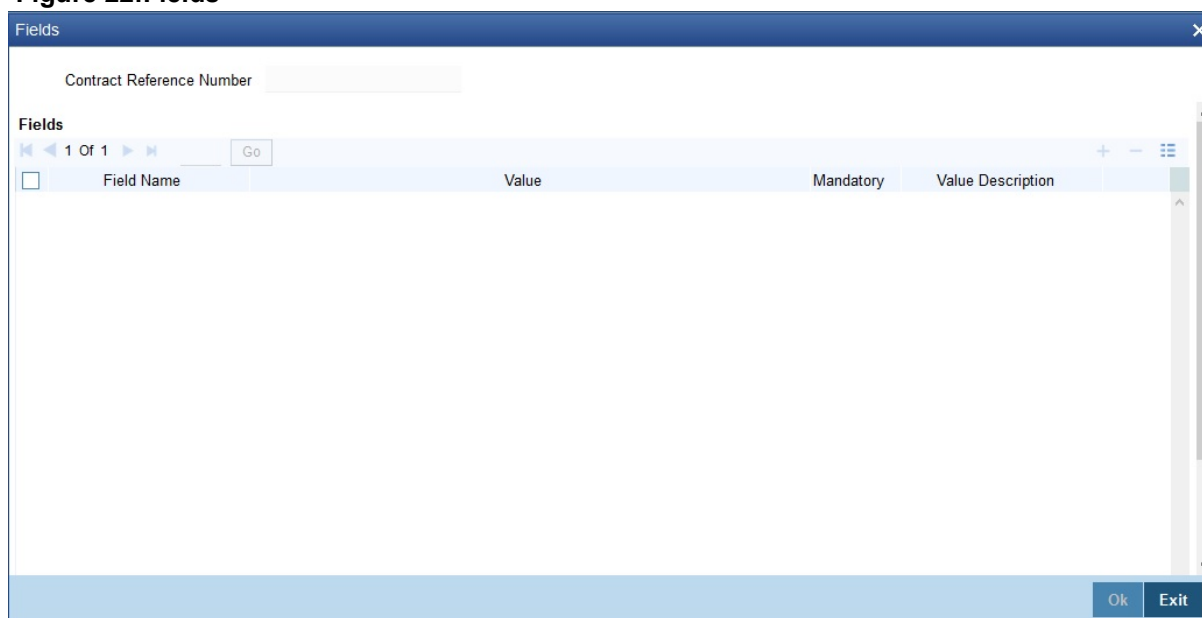 Fields
Contract Reference Number
Fields
1 Of 1 Go
Field Name Value Mandatory Value Description
Ok Exit